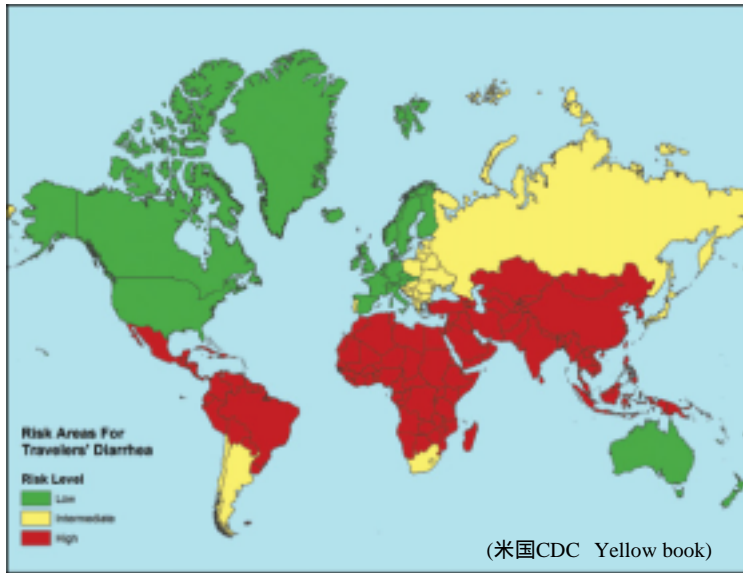 Risk Areas For
Travelers' Diarrhea
Risk Level
Low
Intermediate
High
(米国CDC Yellow book)